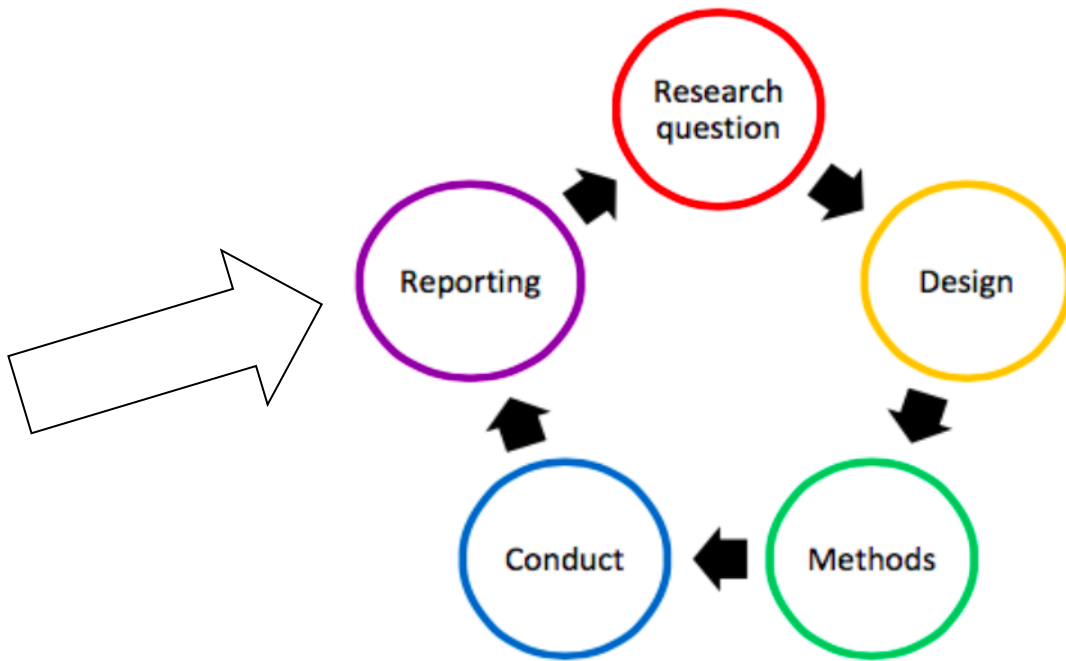 Research
question
Design
Methods
Conduct
Reporting